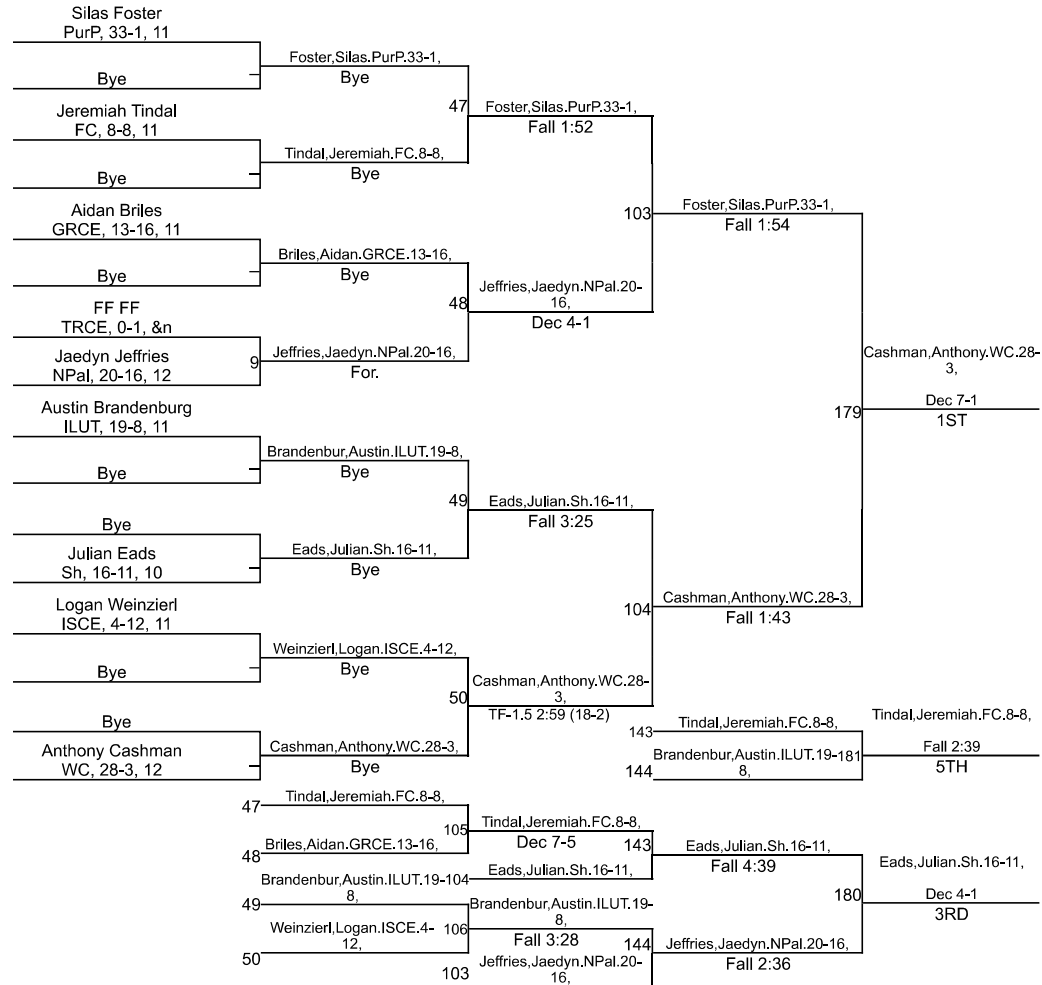 Silas Foster
PurP, 33-1, 11
Bye
Jeremiah Tindal
FC, 8-8, 11
Bye
Aidan Briles
GRCE, 13-16, 11
Bye
FF FF
TRCE, 0-1, &n
Jaedyn Jeffries
NPal, 20-16, 12
9
Austin Brandenburg
ILUT, 19-8, 11
Bye
Bye
Julian Eads
Sh, 16-11, 10
Logan Weinzierl
ISCE, 4-12, 11
Bye
Bye
Anthony Cashman
WC, 28-3, 12
Foster,Silas.PurP.33-1,
Bye
47
Tindal,Jeremiah.FC.8-8,
Bye
Briles,Aidan.GRCE.13-16,
Bye
48
Jeffries,Jaedyn.NPal.20-16,
For.
Brandenbur,Austin.ILUT.19-8,
Bye
49
Eads,Julian.Sh.16-11,
Bye
Weinzierl,Logan.ISCE.4-12,
Bye
50
Cashman,Anthony.WC.28-3,
Bye
Foster,Silas.PurP.33-1,
Fall 1:52
103
Jeffries,Jaedyn.NPal.20-
16,
Dec 4-1
Eads,Julian.Sh.16-11,
Fall 3:25
104
Cashman,Anthony.WC.28-
3,
TF-1.5 2:59 (18-2)
Foster,Silas.PurP.33-1,
Fall 1:54
179
Cashman,Anthony.WC.28-3,
Fall 1:43
Cashman,Anthony.WC.28-
3,
Dec 7-1
1ST
143
Tindal,Jeremiah.FC.8-8,
144
Brandenbur,Austin.ILUT.19-
8,
181
Tindal,Jeremiah.FC.8-8,
Fall 2:39
5TH
47
Tindal,Jeremiah.FC.8-8,
105
48
Briles,Aidan.GRCE.13-16,
49
Brandenbur,Austin.ILUT.19-
8,
106
50
Weinzierl,Logan.ISCE.4-
12,
Tindal,Jeremiah.FC.8-8,
Dec 7-5
143
104
Eads,Julian.Sh.16-11,
Brandenbur,Austin.ILUT.19-
8,
Fall 3:28
144
103
Jeffries,Jaedyn.NPal.20-
16,
Eads,Julian.Sh.16-11,
Fall 4:39
180
Jeffries,Jaedyn.NPal.20-16,
Fall 2:36
Eads,Julian.Sh.16-11,
Dec 4-1
3RD